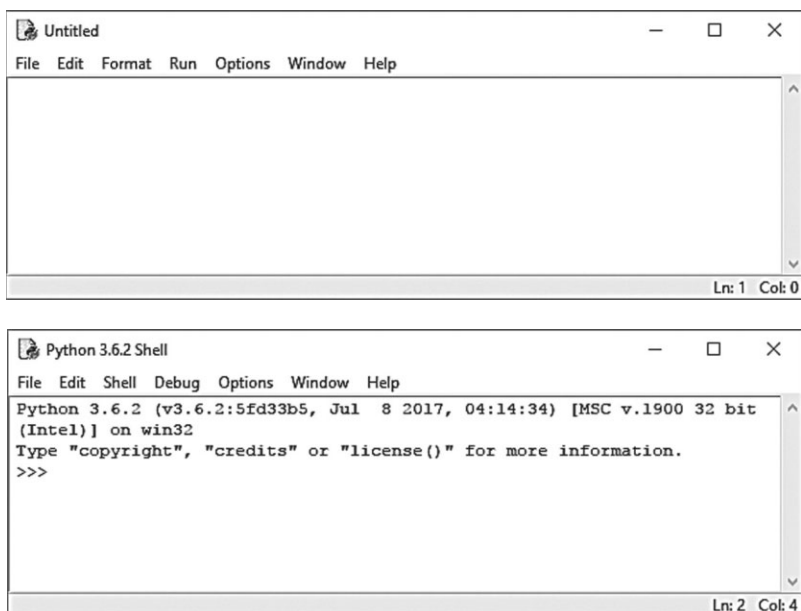 Untitled
File Edit Format Run Options Window Help
Ln: 1 Col: 0
Python 3.6.2 Shell
File Edit Shell Debug Options Window Help
Python 3.6.2 (v3.6.2:5fd33b5, Jul  8 2017, 04:14:34) [MSC v.1900 32 bit
(Intel)] on win32
Type "copyright", "credits" or "license()" for more information.
>>>
Ln: 2 Col: 4